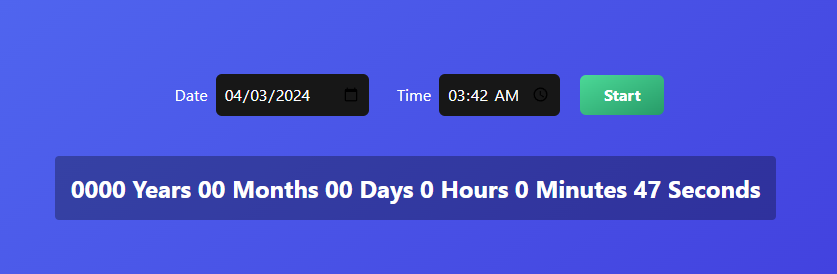 Date 04/03/2024 Time 03:42 AM Start
0000 Years 00 Months 00 Days 0 Hours 0 Minutes 47 Seconds